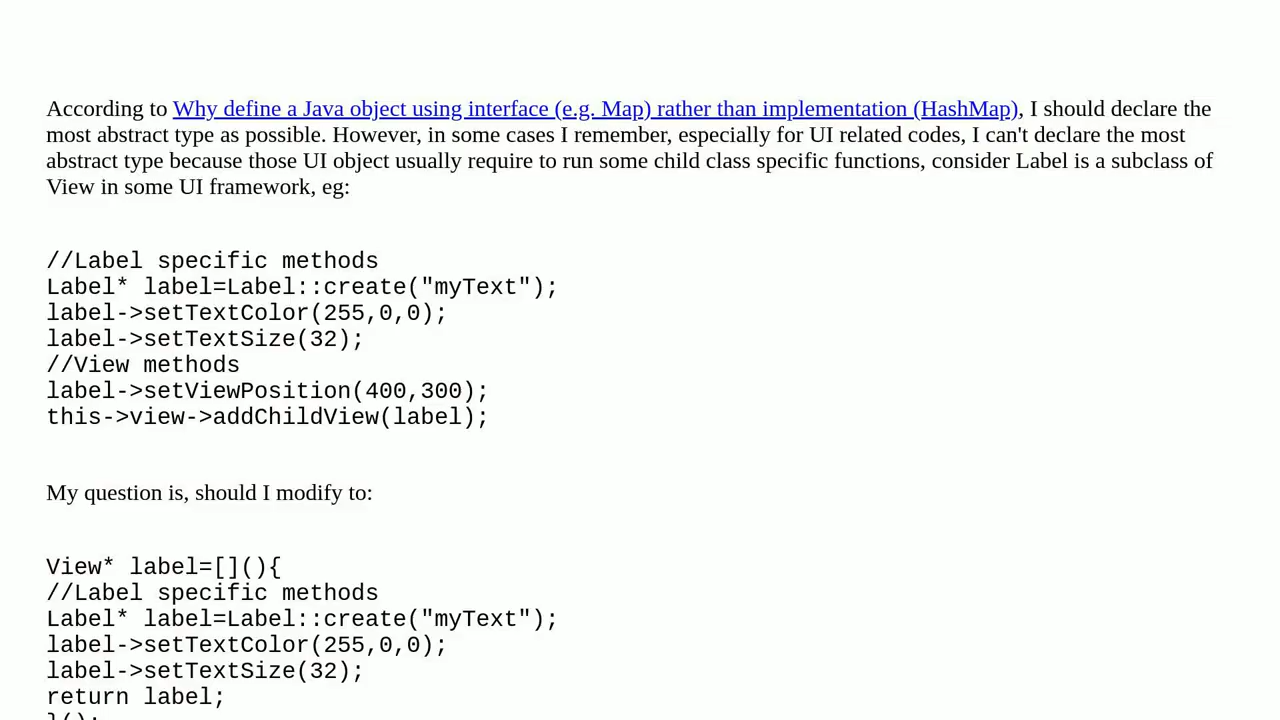 According to Why define a Java object using interface (e.g. Map) rather than implementation (HashMap), I should declare the
most abstract type as possible. However, in some cases I remember, especially for UI related codes, I can't declare the most
abstract type because those UI object usually require to run some child class specific functions, consider Label is a subclass of
View in some UI framework, eg:
//Label specific methods
Label* label=Label::create("myText");
label->setTextColor(255,0,0);
label->setTextSize(32);
//View methods
label->setViewPosition(400,300);
this->view->addChildView(label);
My question is, should I modify to:
View* label=[](){
//Label specific methods
Label* label=Label::create("myText");
label->setTextColor(255,0,0);
label->setTextSize(32);
return label;
}();